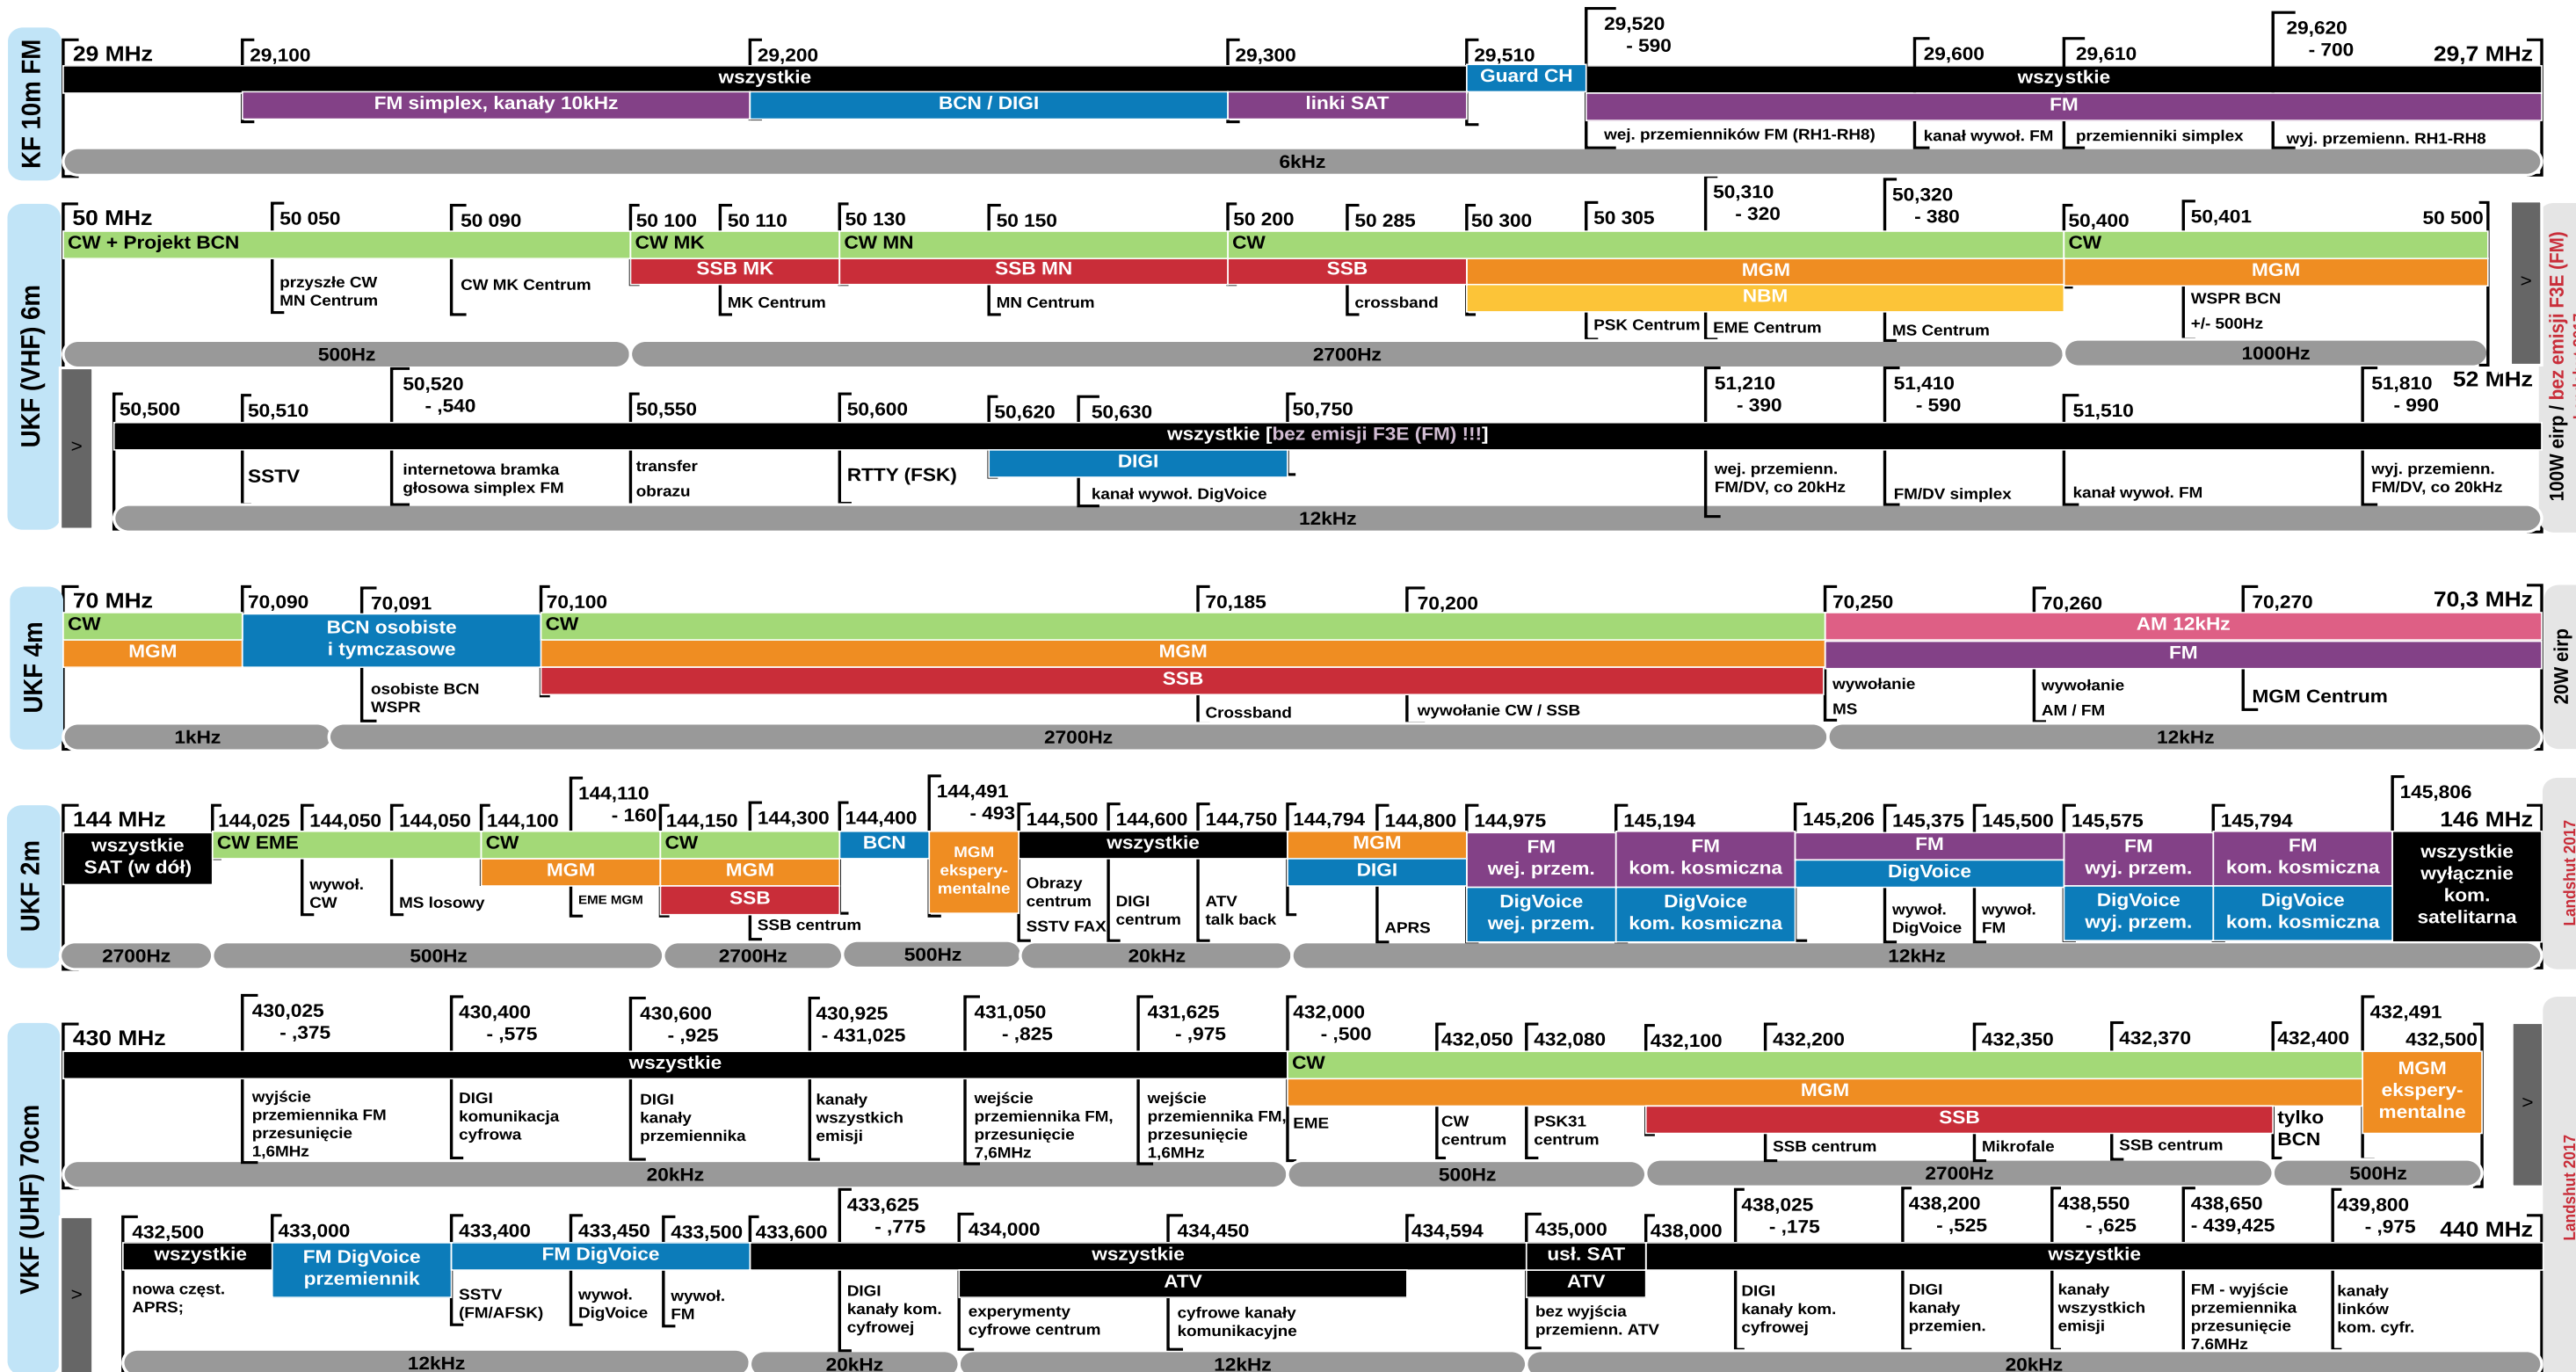 KF 10m FM
29 MHz
29,100
29,200
29,300
29,510
29,520
- 590
29,600
29,610
29,620
- 700
29,7 MHz
wszystkie
Guard CH
wszystkie
FM simplex, kanały 10kHz
BCN / DIGI
linki SAT
FM
wej. przemienników FM (RH1-RH8)
kanał wywoł. FM
przemienniki simplex
wyj. przemienn. RH1-RH8
6kHz
UKF (VHF) 6m
50 MHz
50 050
50 090
50 100
50 110
50 130
50 150
50 200
50 285
50 300
50 305
50,310
- 320
50,320
- 380
50,400
50,401
50 500
CW + Projekt BCN
CW MK
CW MN
CW
CW
SSB MK
SSB MN
SSB
MGM
MGM
NBM
przyszłe CW
MN Centrum
CW MK Centrum
MK Centrum
MN Centrum
crossband
PSK Centrum
EME Centrum
MS Centrum
WSPR BCN
+/- 500Hz
500Hz
2700Hz
1000Hz
>
>
50,500
50,510
50,520
- ,540
50,550
50,600
50,620
50,630
50,750
51,210
- 390
51,410
- 590
51,510
51,810
- 990
52 MHz
wszystkie [bez emisji F3E (FM) !!!]
DIGI
SSTV
internetowa bramka
głosowa simplex FM
transfer
obrazu
RTTY (FSK)
kanał wywoł. DigVoice
wej. przemienn.
FM/DV, co 20kHz
FM/DV simplex
kanał wywoł. FM
wyj. przemienn.
FM/DV, co 20kHz
12kHz
100W eirp / bez emisji F3E (FM)
UKF 4m
70 MHz
70,090
70,091
70,100
70,185
70,200
70,250
70,260
70,270
70,3 MHz
CW
BCN osobiste
i tymczasowe
CW
AM 12kHz
MGM
MGM
FM
SSB
osobiste BCN
WSPR
Crossband
wywołanie CW / SSB
wywołanie
MS
wywołanie
AM / FM
MGM Centrum
1kHz
2700Hz
12kHz
20W eirp
UKF 2m
144 MHz
144,025
144,050
144,050
144,100
144,110
- 160
144,150
144,300
144,400
144,491
- 493
144,500
144,600
144,750
144,794
144,800
144,975
145,194
145,206
145,375
145,500
145,575
145,794
145,806
146 MHz
wszystkie
SAT (w dół)
CW EME
CW
CW
BCN
MGM
ekspery-
mentalne
wszystkie
MGM
FM
wej. przem.
FM
kom. kosmiczna
FM
FM
wyj. przem.
FM
kom. kosmiczna
wszystkie
wyłącznie
kom.
satelitarna
MGM
MGM
SSB
DIGI
DigVoice
wej. przem.
DigVoice
kom. kosmiczna
DigVoice
DigVoice
wyj. przem.
DigVoice
kom. kosmiczna
wywoł.
CW
MS losowy
EME MGM
SSB centrum
Obrazy
centrum
SSTV FAX
DIGI
centrum
ATV
talk back
APRS
wywoł.
DigVoice
wywoł.
FM
2700Hz
500Hz
2700Hz
500Hz
20kHz
12kHz
Landshut 2017
VKF (UHF) 70cm
430 MHz
430,025
- ,375
430,400
- ,575
430,600
- ,925
430,925
- 431,025
431,050
- ,825
431,625
- ,975
432,000
- ,500
432,050
432,080
432,100
432,200
432,350
432,370
432,400
432,491
432,500
wszystkie
CW
MGM
SSB
MGM
ekspery-
mentalne
wyjście
przemiennika FM
przesunięcie
1,6MHz
DIGI
komunikacja
cyfrowa
DIGI
kanały
przemiennika
kanały
wszystkich
emisji
wejście
przemiennika FM,
przesunięcie
7,6MHz
wejście
przemiennika FM,
przesunięcie
1,6MHz
EME
CW
centrum
PSK31
centrum
SSB centrum
Mikrofale
SSB centrum
tylko
BCN
20kHz
500Hz
2700Hz
500Hz
>
>
432,500
433,000
433,400
433,450
433,500
433,600
433,625
- ,775
434,000
434,450
434,594
435,000
438,000
438,025
- ,175
438,200
- ,525
438,550
- ,625
438,650
- 439,425
439,800
- ,975
440 MHz
wszystkie
FM DigVoice
przemiennik
FM DigVoice
wszystkie
usł. SAT
wszystkie
ATV
ATV
nowa częst.
APRS;
SSTV
(FM/AFSK)
wywoł.
DigVoice
wywoł.
FM
DIGI
kanały kom.
cyfrowej
experymenty
cyfrowe centrum
cyfrowe kanały
komunikacyjne
bez wyjścia
przemienn. ATV
DIGI
kanały kom.
cyfrowej
DIGI
kanały
przemien.
kanały
wszystkich
emisji
FM - wyjście
przemiennika
przesunięcie
7,6MHz
kanały
linków
kom. cyfr.
12kHz
20kHz
12kHz
20kHz
Landshut 2017